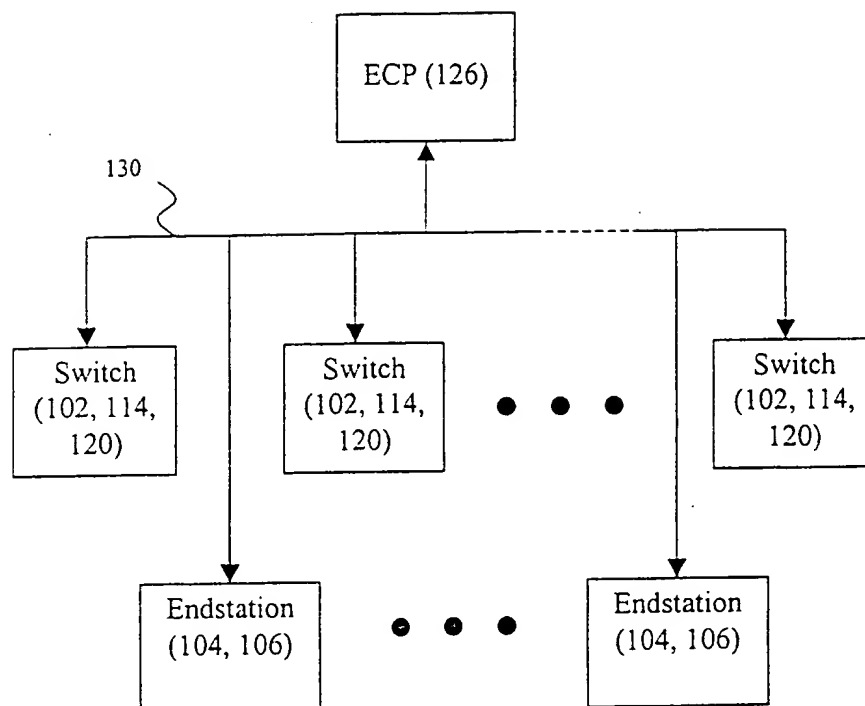 ECP (126)
130
Switch
(102, 114,
120)
Switch
(102, 114,
120)
Switch
(102, 114,
120)
Endstation
(104, 106)
Endstation
(104, 106)